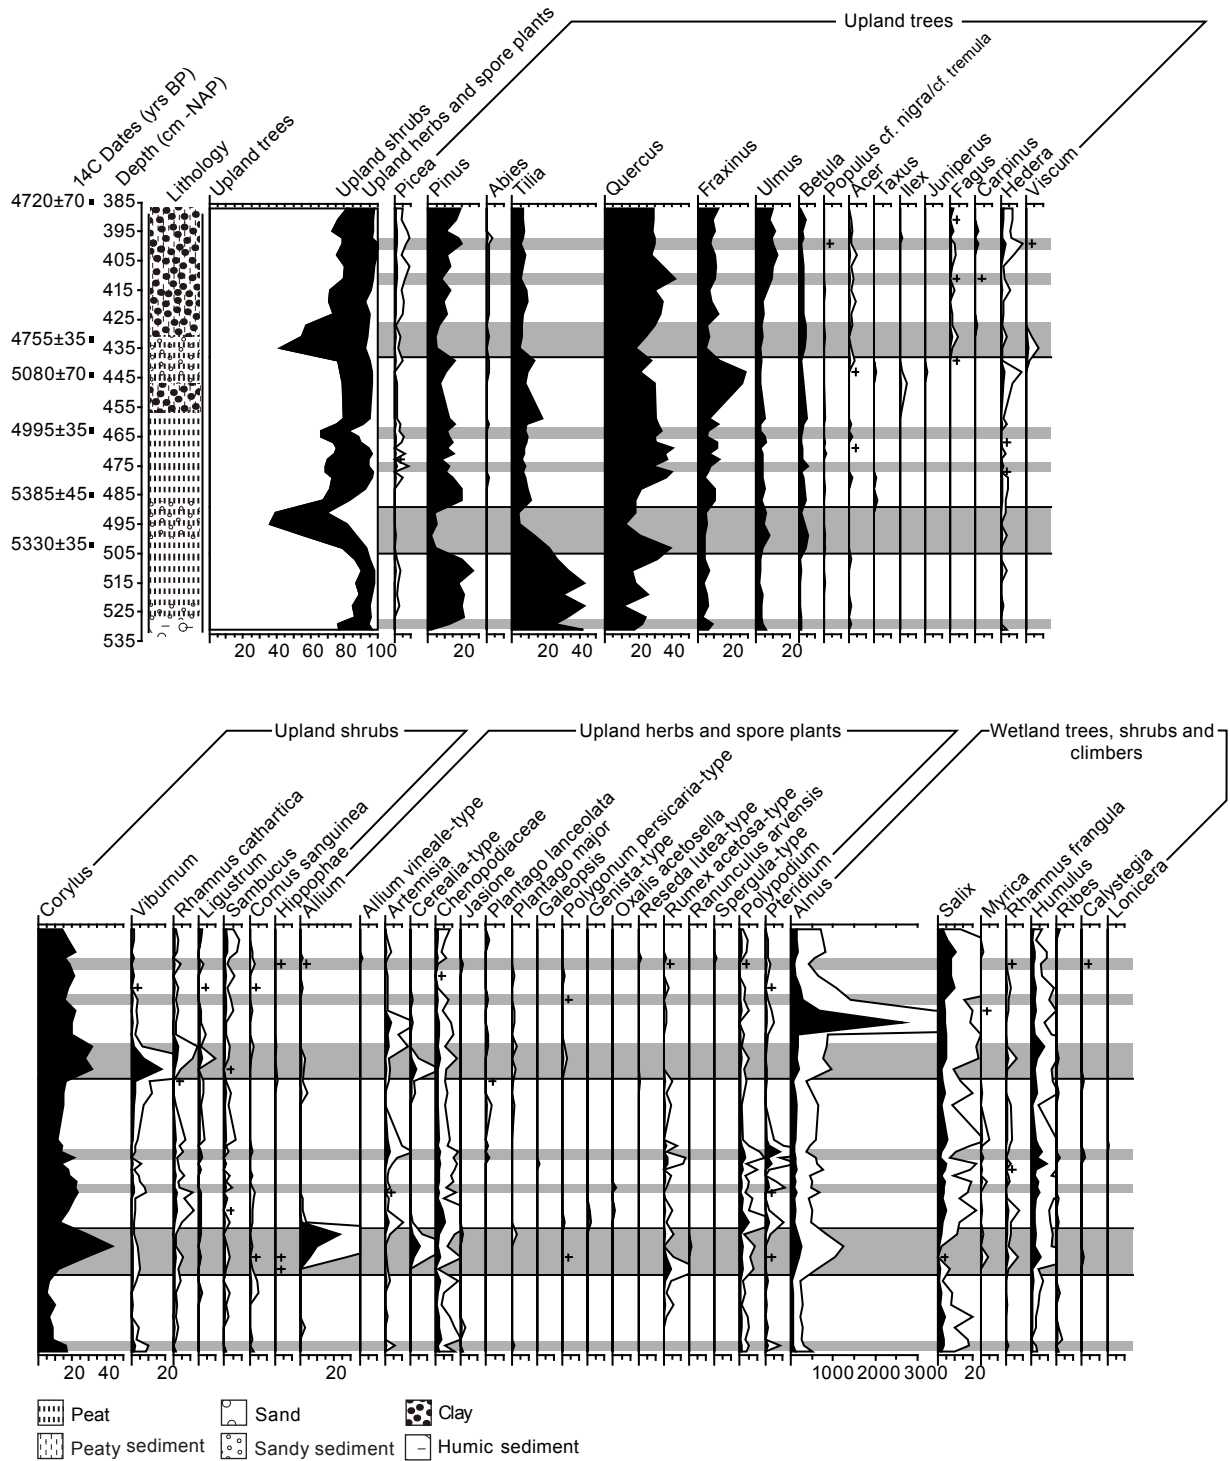 Upland trees
14C Dates (yrs BP)
Depth (cm -NAP)
Lithology
Upland trees
Upland shrubs
Upland herbs and spore plants
Picea
Pinus
Abies
Tilia
Quercus
Fraxinus
Ulmus
Betula
Populus cf. nigra/cf. tremula
Acer
Taxus
Ilex
Juniperus
Fagus
Carpinus
Hedera
Viscum
4720±70
385
395
405
415
425
4755±35
435
5080±70
445
455
4995±35
465
475
5385±45
485
495
5330±35
505
515
525
535
20 40 60 80 100 20 20 40 20 40 20
Upland shrubs
Upland herbs and spore plants
Wetland trees, shrubs and
climbers
Corylus
Viburnum
Rhamnus cathartica
Ligustrum
Sambucus
Cornus sanguinea
Hippophae
Allium
Allium vineale-type
Artemisia
Cerealia-type
Chenopodiaceae
Jasione
Plantago lanceolata
Plantago major
Galeopsis
Polygonum persicaria-type
Genista-type
Oxalis acetosella
Reseda lutea-type
Rumex acetosa-type
Ranunculus arvensis
Spergula-type
Polypodium
Pteridium
Alnus
Salix
Myrica
Rhamnus frangula
Humulus
Ribes
Calystegia
Lonicera
20 40 20 20 1000 2000 3000 20
Peat
Sand
Clay
Peaty sediment
Sandy sediment
Humic sediment